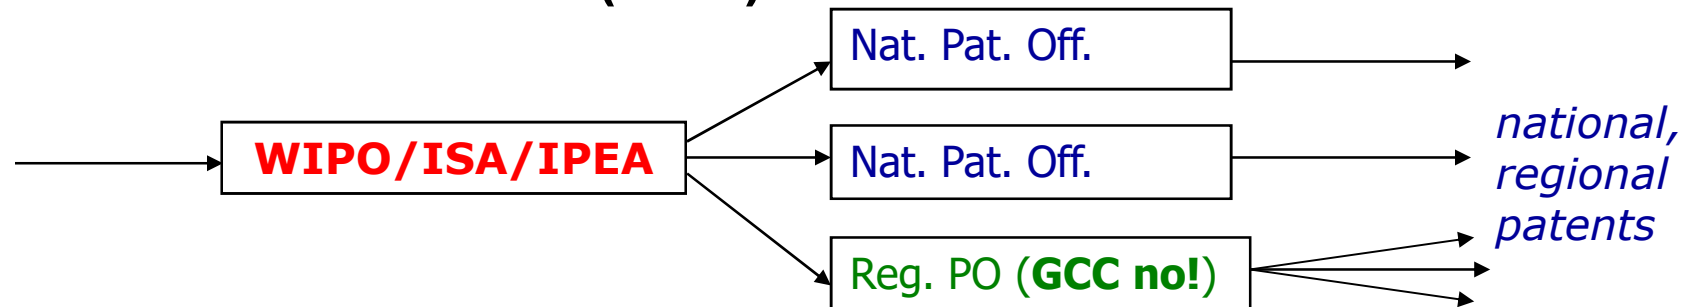 Nat. Pat. Off.
WIPO/ISA/IPEA
Nat. Pat. Off.
national,
regional
patents
Reg. PO (GCC no!)